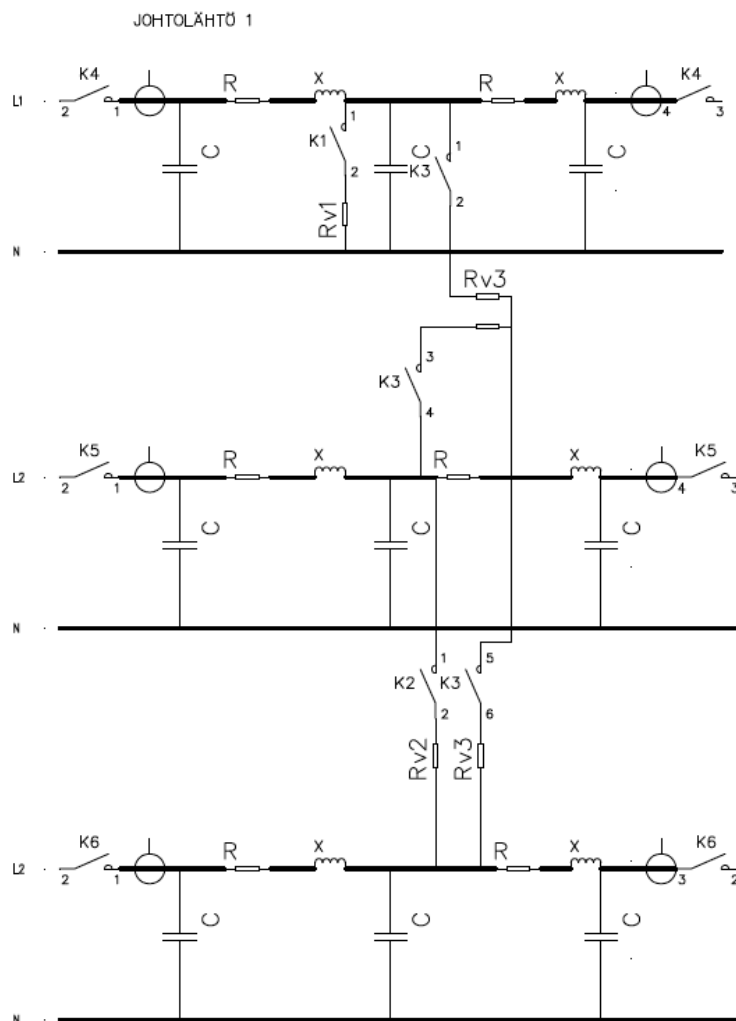 JOHTOLÄHTÖ 1
K4 R X R X K4
L1 2 1 4 3
C K1 1 2 C K3 1 2 C
Rv1
N
Rv3
K3 3 4
K5 R X R X K5
L2 2 1 4 3
C C C
N
K2 1 2 K3 5 6
Rv2 Rv3
K6 R X R X K6
L2 2 1 3 2
C C C
N